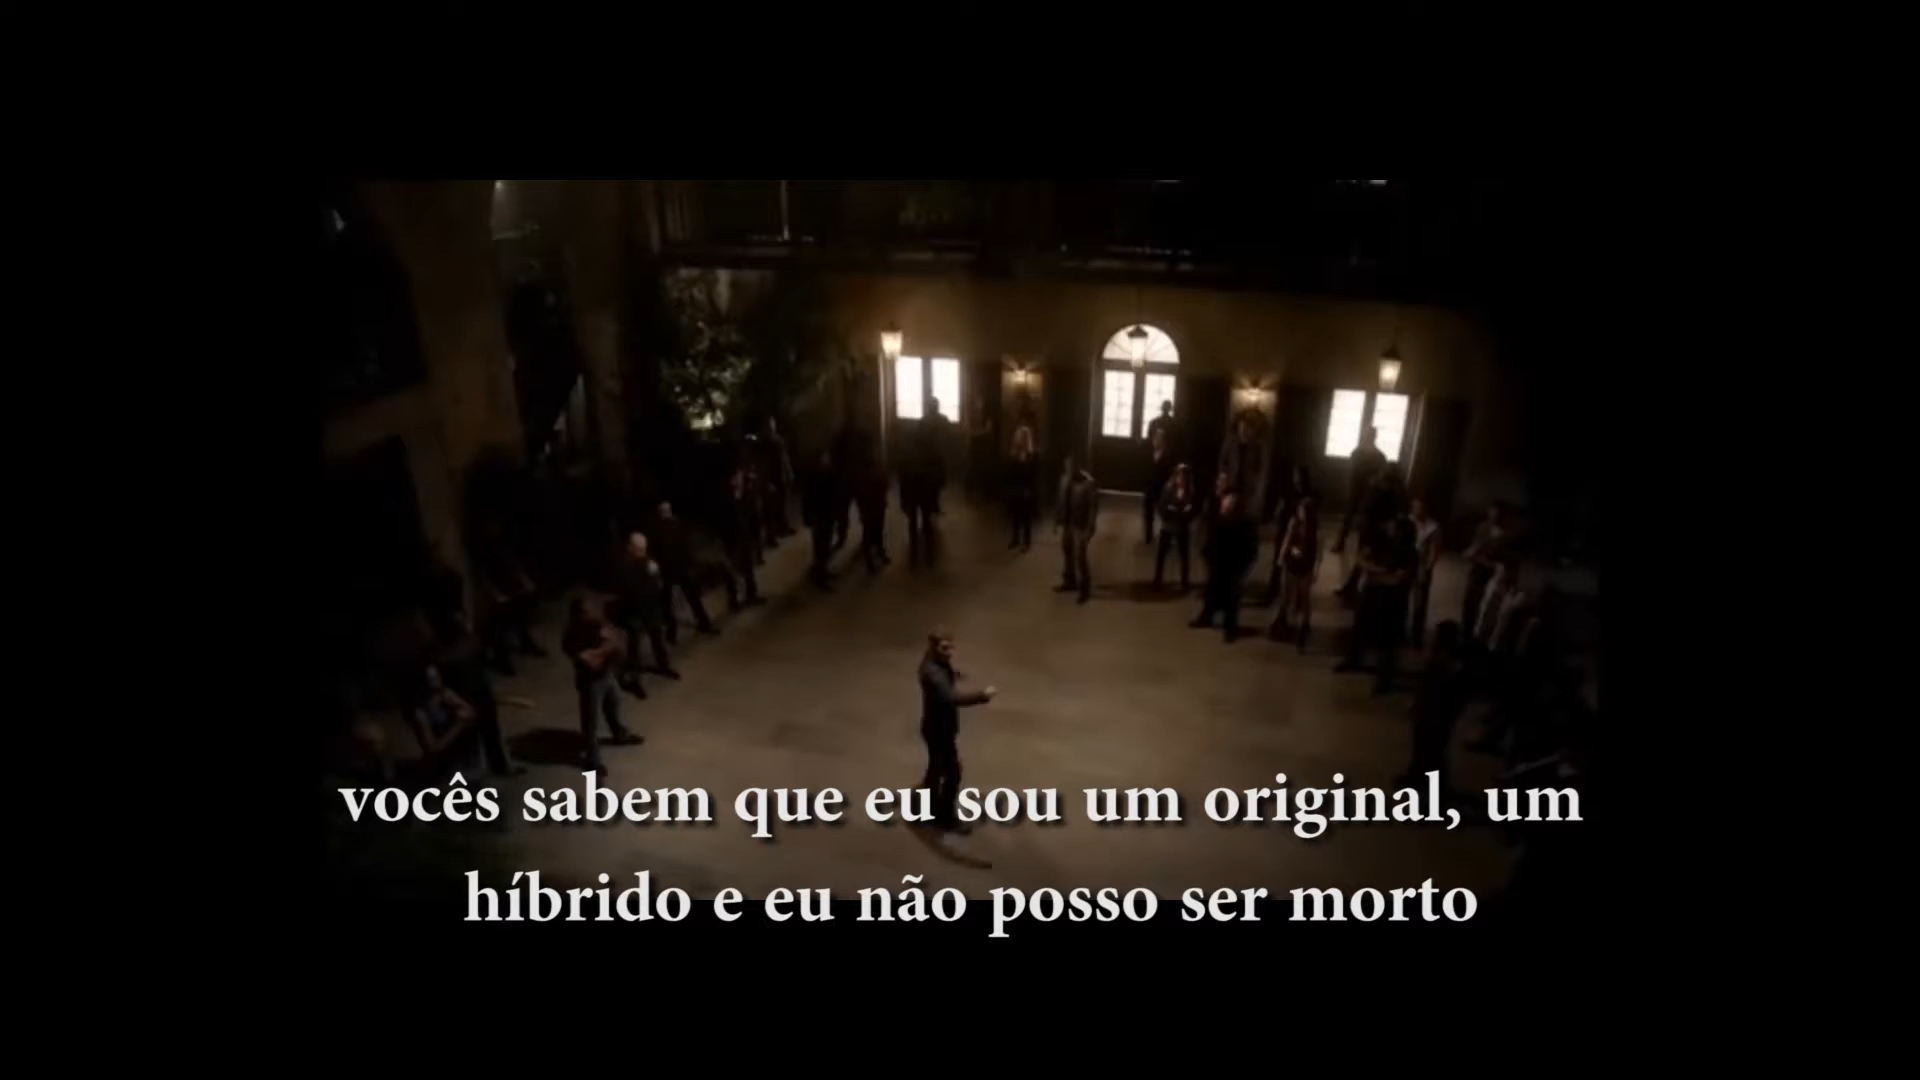 vocês sabem que eu sou um original, um
híbrido e eu não posso ser morto